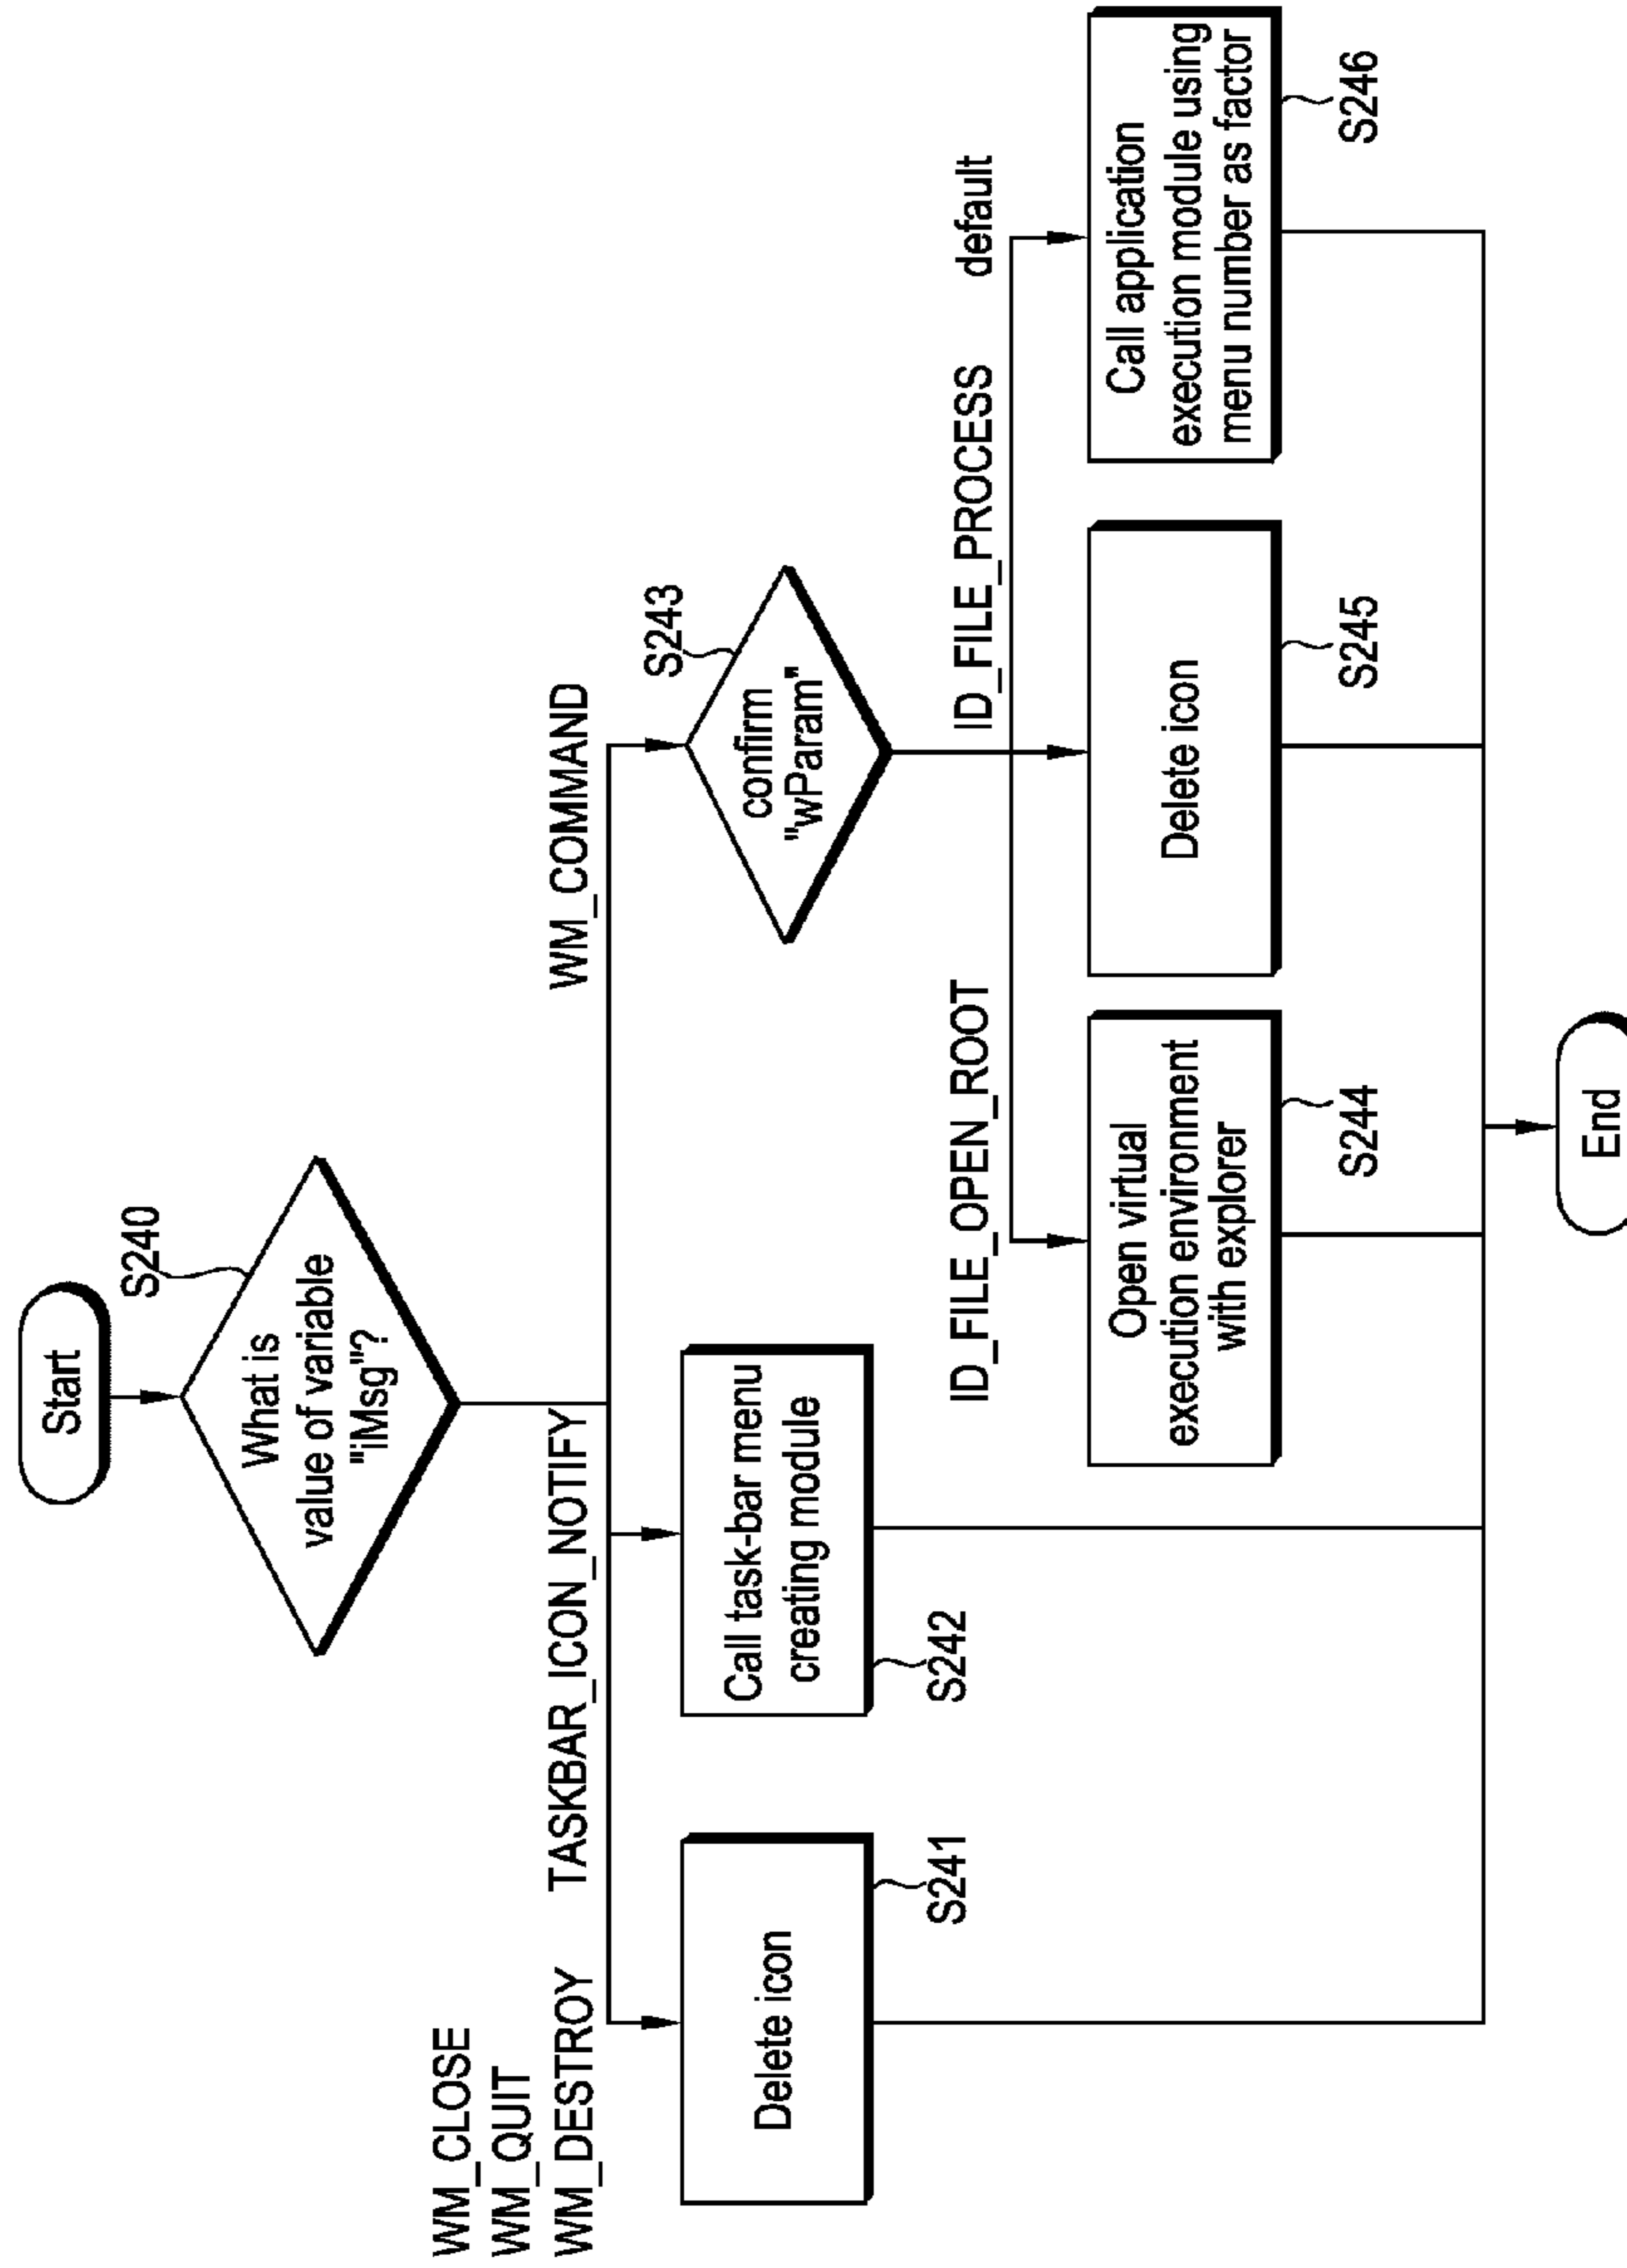 Start
S240
What is
value of variable
"iMsg"?
WM_CLOSE
WM_QUIT
WM_DESTROY
TASKBAR_ICON_NOTIFY
WM_COMMAND
Delete icon
S241
Call task-bar menu
creating module
S242
S243
confirm
"wParam"
ID_FILE_OPEN_ROOT
ID_FILE_PROCESS
default
Open virtual
execution environment
with explorer
S244
Delete icon
S245
Call application
execution module using
menu number as factor
S246
End